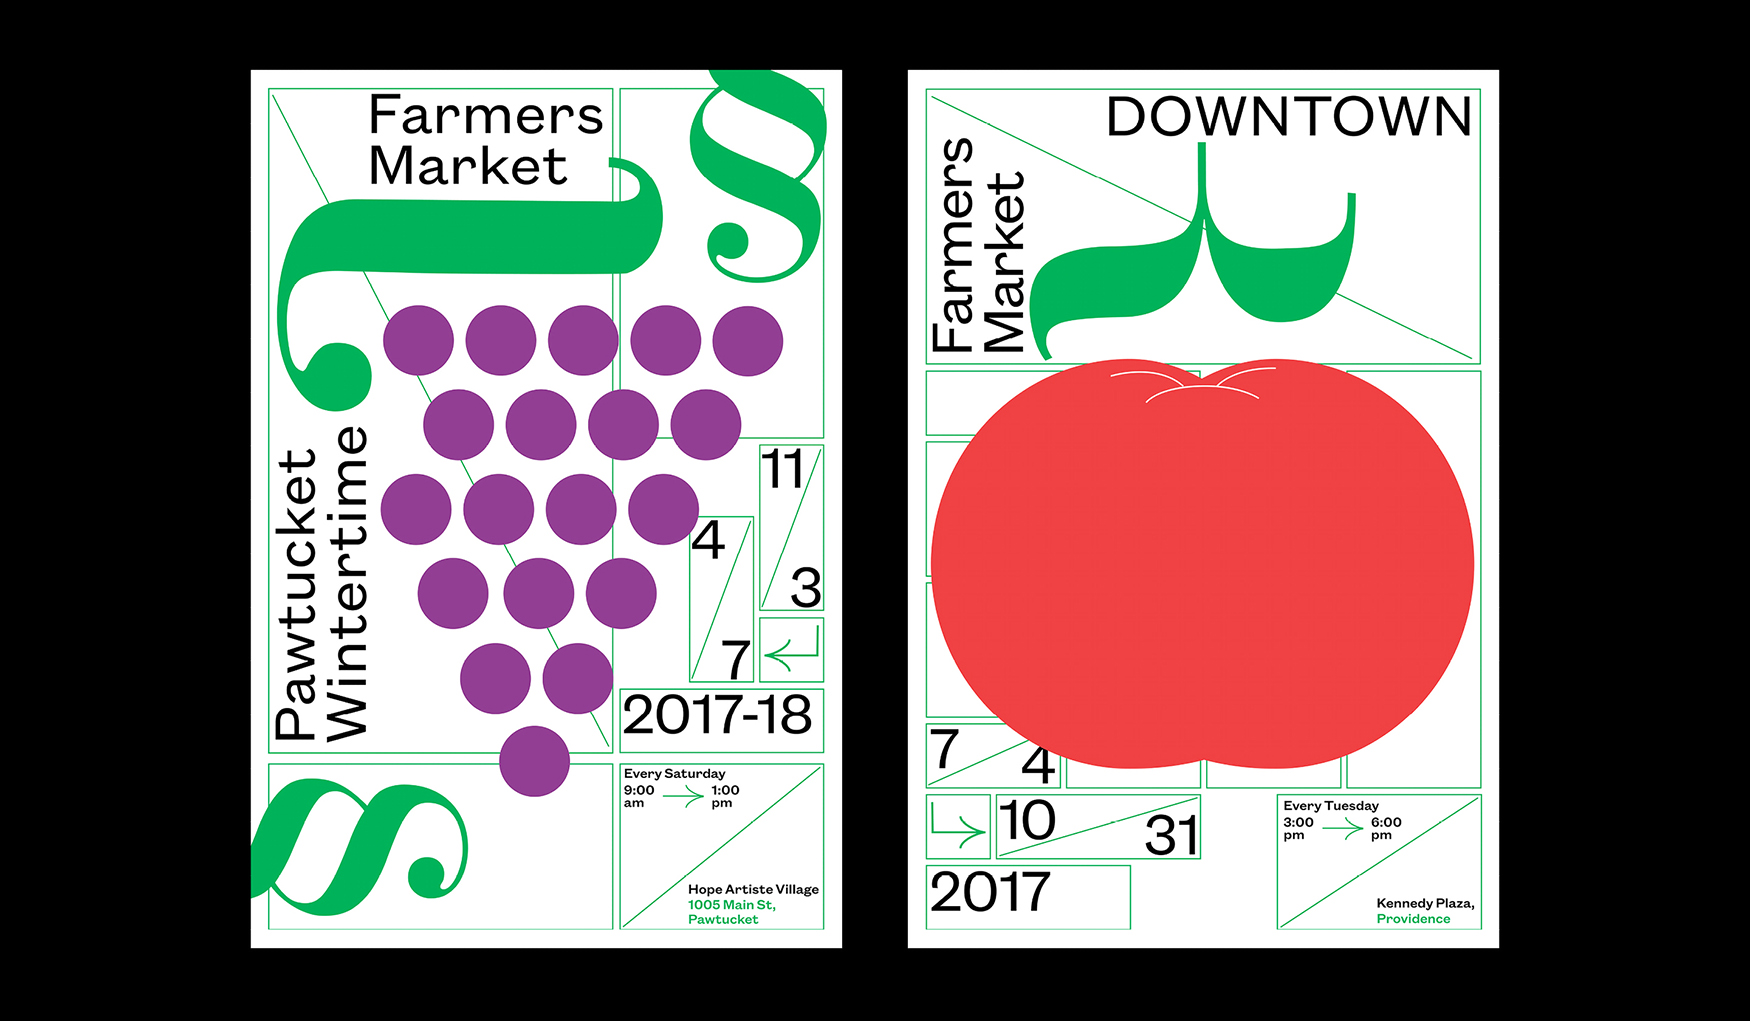 Farmers
Market
Pawtucket
Wintertime
11
3
4
7
2017-18
Every Saturday
9:00 am → 1:00 pm
Hope Artiste Village
1005 Main St,
Pawtucket
DOWNTOWN
Farmers
Market
7
4
10
31
2017
Every Tuesday
3:00 pm → 6:00 pm
Kennedy Plaza,
Providence